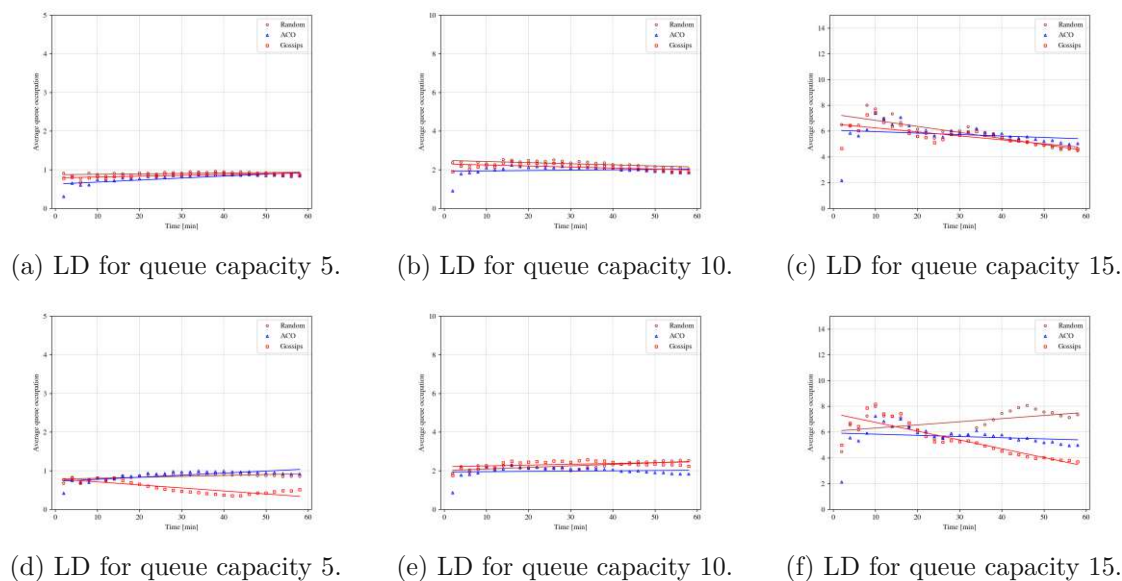 5
4
3
2
1
0
Average queue occupation
Random
ACO
Gossips
0 10 20 30 40 50 60
Time [min]
10
8
6
4
2
0
Average queue occupation
Random
ACO
Gossips
0 10 20 30 40 50 60
Time [min]
14
12
10
8
6
4
2
0
Average queue occupation
Random
ACO
Gossips
0 10 20 30 40 50 60
Time [min]
(a) LD for queue capacity 5.
(b) LD for queue capacity 10.
(c) LD for queue capacity 15.
5
4
3
2
1
0
Average queue occupation
Random
ACO
Gossips
0 10 20 30 40 50 60
Time [min]
10
8
6
4
2
0
Average queue occupation
Random
ACO
Gossips
0 10 20 30 40 50 60
Time [min]
14
12
10
8
6
4
2
0
Average queue occupation
Random
ACO
Gossips
0 10 20 30 40 50 60
Time [min]
(d) LD for queue capacity 5.
(e) LD for queue capacity 10.
(f) LD for queue capacity 15.